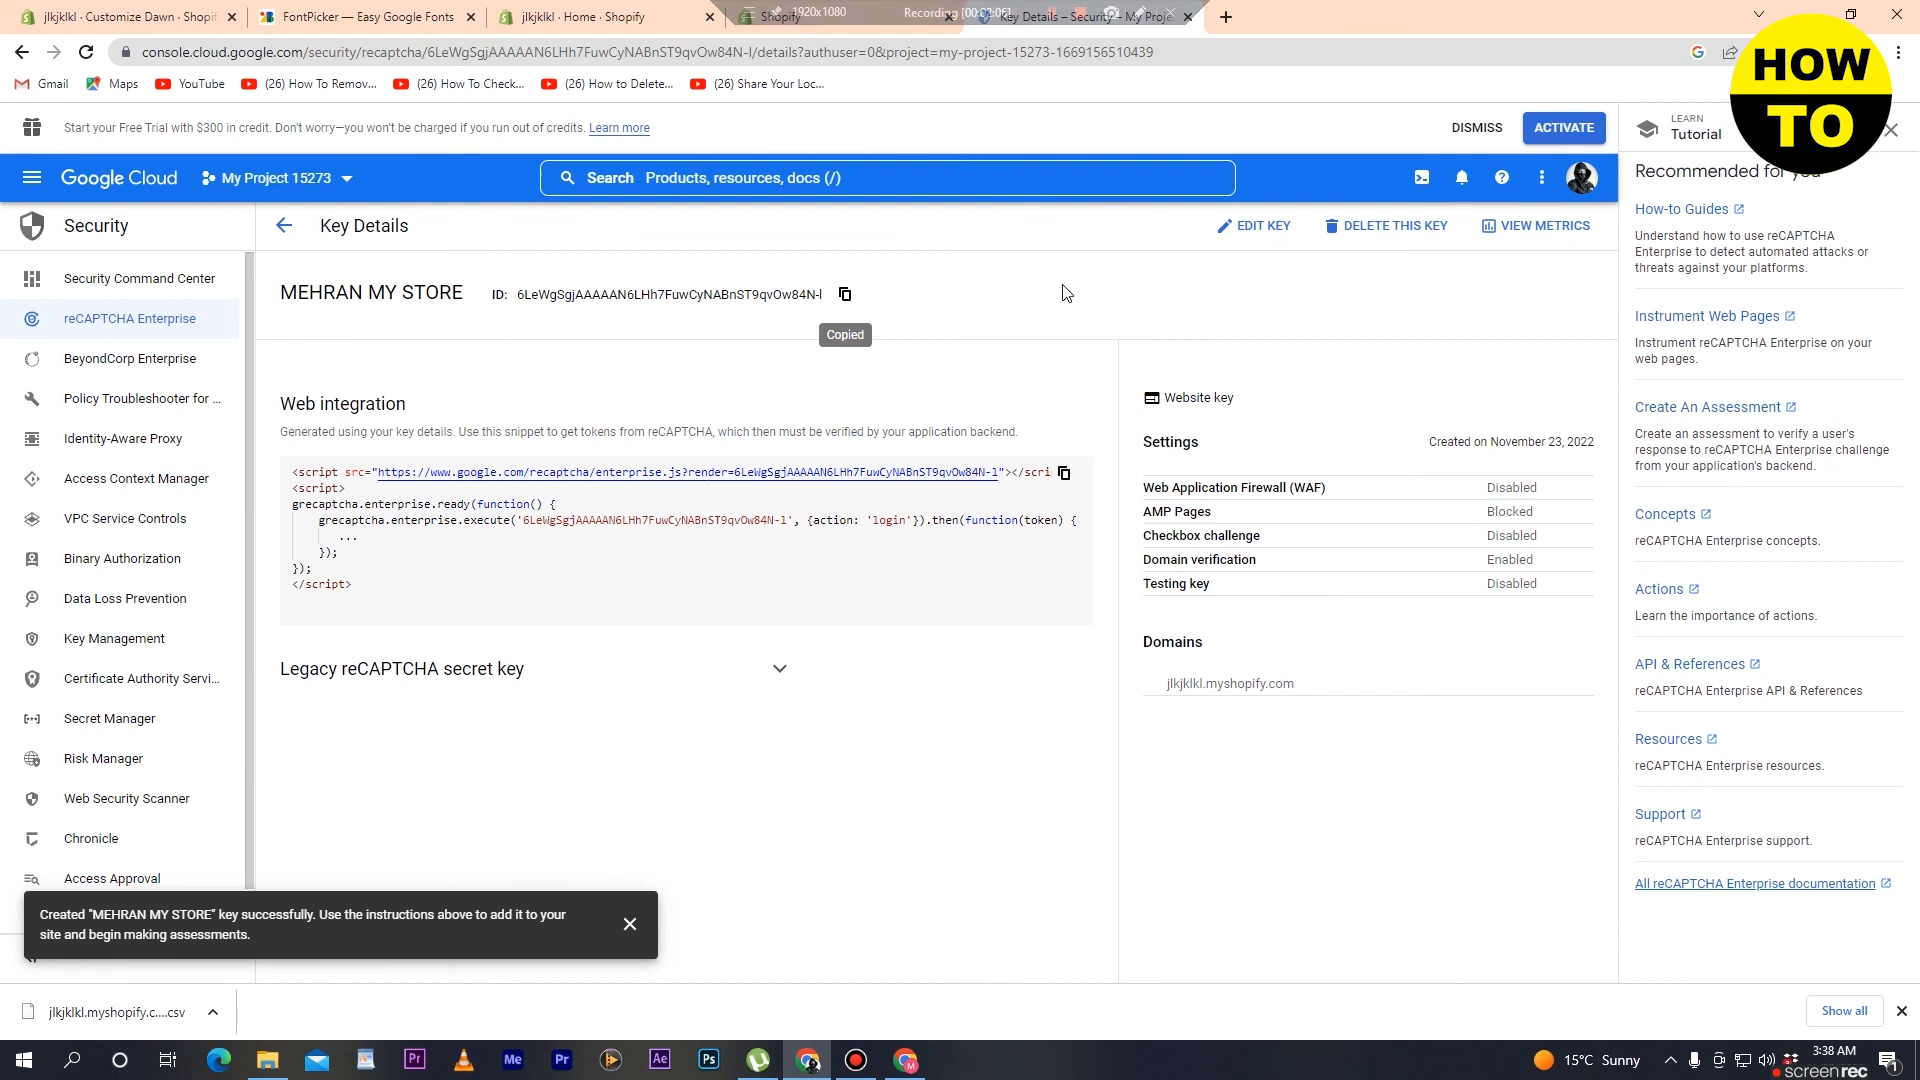 jlkjklkl · Customize Dawn · Shopif
FontPicker — Easy Google Fonts
jlkjklkl · Home · Shopify
Shopify
1920x1080
Recording [00:02:06]
Key Details – Security – My Proje
console.cloud.google.com/security/recaptcha/6LeWgSgjAAAAAN6LHh7FuwCyNABnST9qvOw84N-l/details?authuser=0&project=my-project-15273-1669156510439
Gmail
Maps
YouTube
(26) How To Remov...
(26) How To Check...
(26) How to Delete...
(26) Share Your Loc...
HOW
TO
Start your Free Trial with $300 in credit. Don't worry—you won't be charged if you run out of credits. Learn more
DISMISS
ACTIVATE
LEARN
Tutorial
Google Cloud
My Project 15273
Search Products, resources, docs (/)
Recommended for you
Security
Key Details
EDIT KEY
DELETE THIS KEY
VIEW METRICS
Security Command Center
reCAPTCHA Enterprise
BeyondCorp Enterprise
Policy Troubleshooter for ...
Identity-Aware Proxy
Access Context Manager
VPC Service Controls
Binary Authorization
Data Loss Prevention
Key Management
Certificate Authority Servi...
Secret Manager
Risk Manager
Web Security Scanner
Chronicle
Access Approval
MEHRAN MY STORE
ID: 6LeWgSgjAAAAAN6LHh7FuwCyNABnST9qvOw84N-l
Copied
Web integration
Generated using your key details. Use this snippet to get tokens from reCAPTCHA, which then must be verified by your application backend.
<script src="https://www.google.com/recaptcha/enterprise.js?render=6LeWgSgjAAAAAN6LHh7FuwCyNABnST9qvOw84N-l"></scri
<script>
grecaptcha.enterprise.ready(function() {
grecaptcha.enterprise.execute('6LeWgSgjAAAAAN6LHh7FuwCyNABnST9qvOw84N-l', {action: 'login'}).then(function(token) {
...
});
});
</script>
Legacy reCAPTCHA secret key
Website key
Settings
Created on November 23, 2022
Web Application Firewall (WAF) Disabled
AMP Pages Blocked
Checkbox challenge Disabled
Domain verification Enabled
Testing key Disabled
Domains
jlkjklkl.myshopify.com
How-to Guides
Understand how to use reCAPTCHA
Enterprise to detect automated attacks or
threats against your platforms.
Instrument Web Pages
Instrument reCAPTCHA Enterprise on your
web pages.
Create An Assessment
Create an assessment to verify a user's
response to reCAPTCHA Enterprise challenge
from your application's backend.
Concepts
reCAPTCHA Enterprise concepts.
Actions
Learn the importance of actions.
API & References
reCAPTCHA Enterprise API & References
Resources
reCAPTCHA Enterprise resources.
Support
reCAPTCHA Enterprise support.
All reCAPTCHA Enterprise documentation
Created "MEHRAN MY STORE" key successfully. Use the instructions above to add it to your
site and begin making assessments.
jlkjklkl.myshopify.c....csv
Show all
Pr
Me
Pr
Ae
Ps
M
15°C Sunny
3:38 AM
screenrec
1